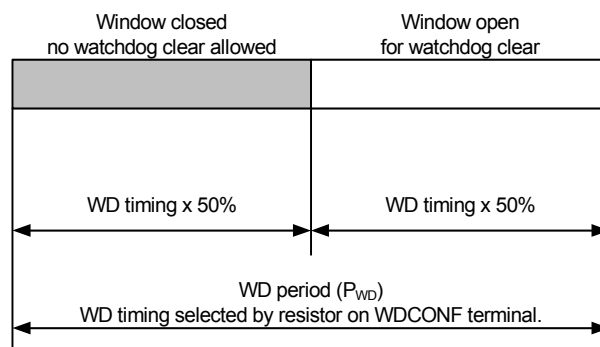 Window closed
no watchdog clear allowed
Window open
for watchdog clear
WD timing x 50%
WD timing x 50%
WD period (PWD)
WD timing selected by resistor on WDCONF terminal.